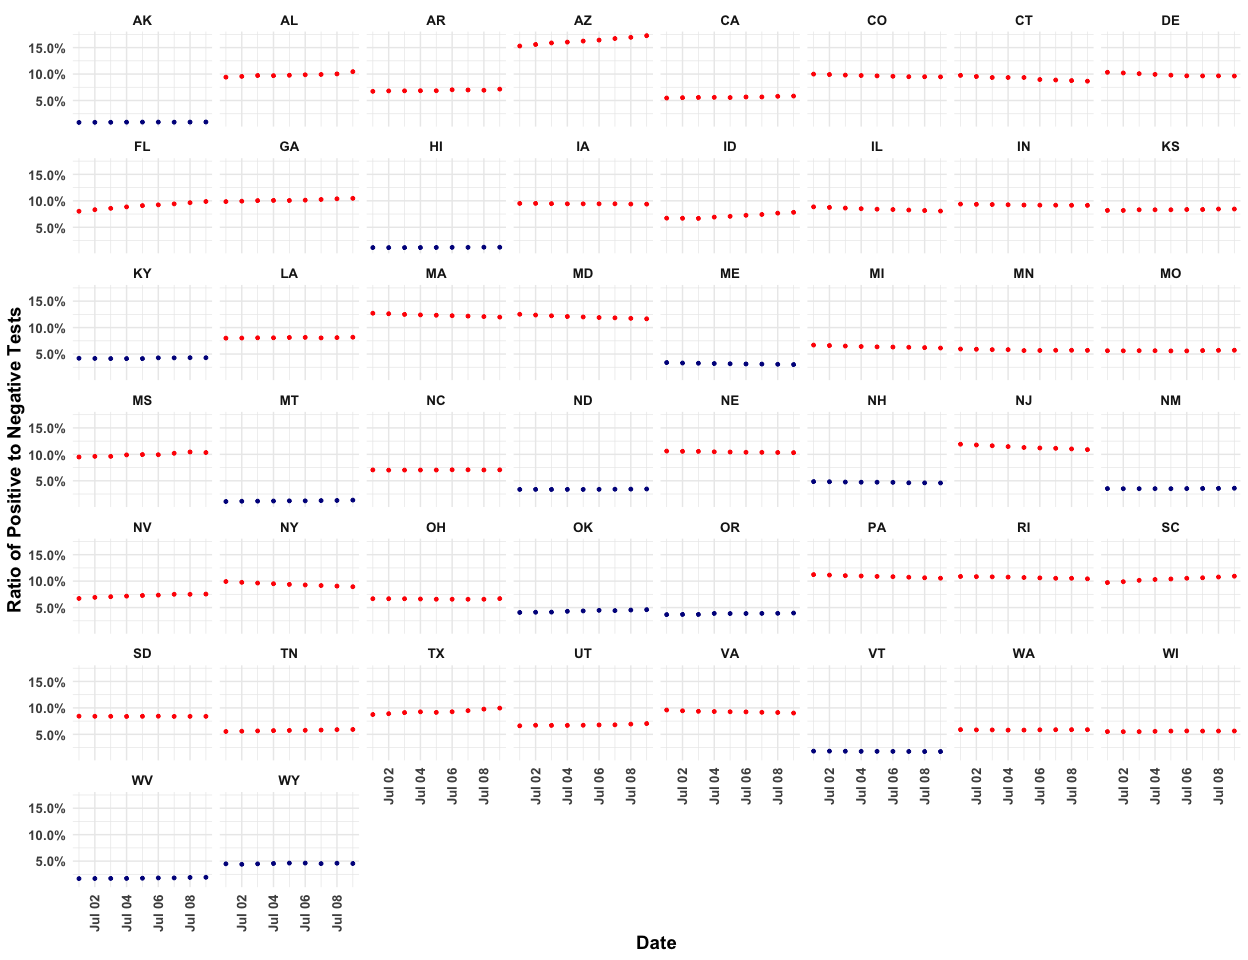 AK AL AR AZ CA CO CT DE
15.0%
10.0%
5.0%
FL GA HI IA ID IL IN KS
15.0%
10.0%
5.0%
KY LA MA MD ME MI MN MO
15.0%
10.0%
5.0%
MS MT NC ND NE NH NJ NM
15.0%
10.0%
5.0%
NV NY OH OK OR PA RI SC
15.0%
10.0%
5.0%
SD TN TX UT VA VT WA WI
15.0%
10.0%
5.0%
Jul 02 Jul 04 Jul 06 Jul 08 Jul 02 Jul 04 Jul 06 Jul 08 Jul 02 Jul 04 Jul 06 Jul 08 Jul 02 Jul 04 Jul 06 Jul 08 Jul 02 Jul 04 Jul 06 Jul 08 Jul 02 Jul 04 Jul 06 Jul 08
WV WY
15.0%
10.0%
5.0%
Jul 02 Jul 04 Jul 06 Jul 08 Jul 02 Jul 04 Jul 06 Jul 08
Ratio of Positive to Negative Tests
Date